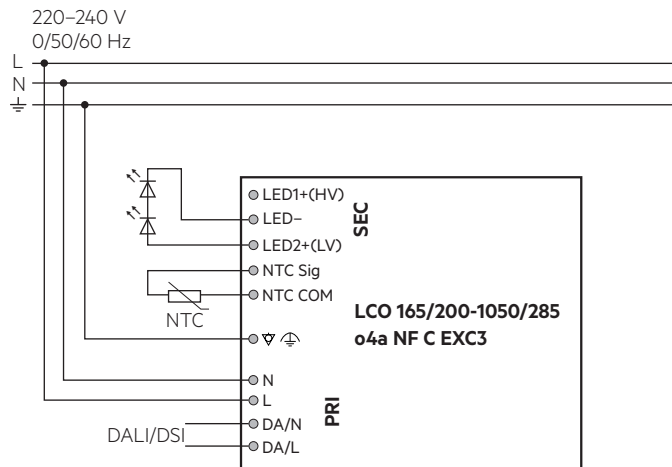 220–240 V
0/50/60 Hz
L
N
LED1+(HV)
LED–
LED2+(LV)
SEC
NTC Sig
NTC COM
NTC
LCO 165/200-1050/285
o4a NF C EXC3
N
L
PRI
DALI/DSI
DA/N
DA/L